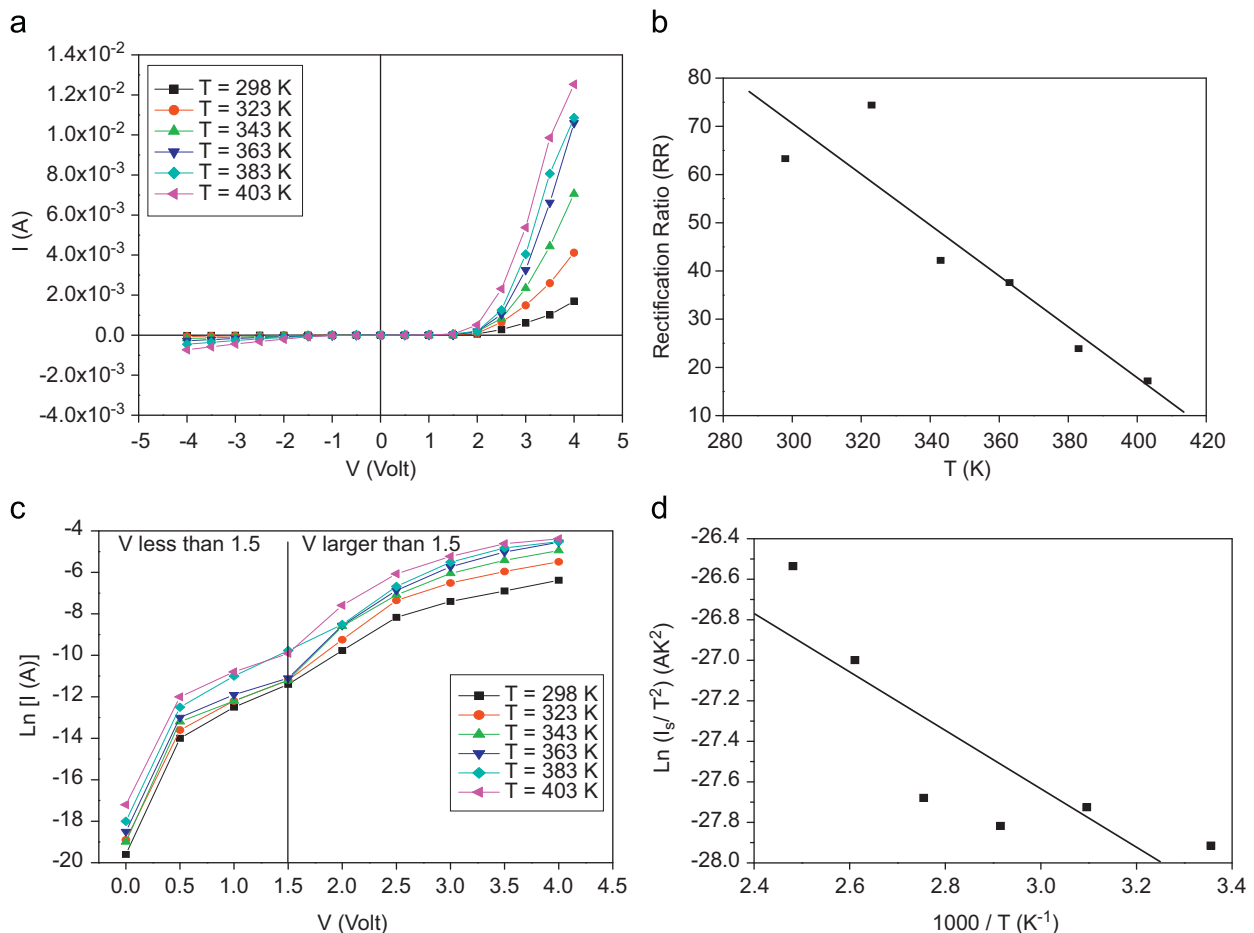 a
1.4x10-2
1.2x10-2
1.0x10-2
8.0x10-3
6.0x10-3
4.0x10-3
2.0x10-3
0.0
-2.0x10-3
-4.0x10-3
I (A)
T = 298 K
T = 323 K
T = 343 K
T = 363 K
T = 383 K
T = 403 K
-5 -4 -3 -2 -1 0 1 2 3 4 5
V (Volt)
b
80
70
60
50
40
30
20
10
Rectification Ratio (RR)
280 300 320 340 360 380 400 420
T (K)
c
-4
-6
-8
-10
-12
-14
-16
-18
-20
Ln [I (A)]
V less than 1.5 V larger than 1.5
T = 298 K
T = 323 K
T = 343 K
T = 363 K
T = 383 K
T = 403 K
0.0 0.5 1.0 1.5 2.0 2.5 3.0 3.5 4.0 4.5
V (Volt)
d
-26.4
-26.6
-26.8
-27.0
-27.2
-27.4
-27.6
-27.8
-28.0
Ln (Is/ T2) (AK2)
2.4 2.6 2.8 3.0 3.2 3.4
1000 / T (K-1)